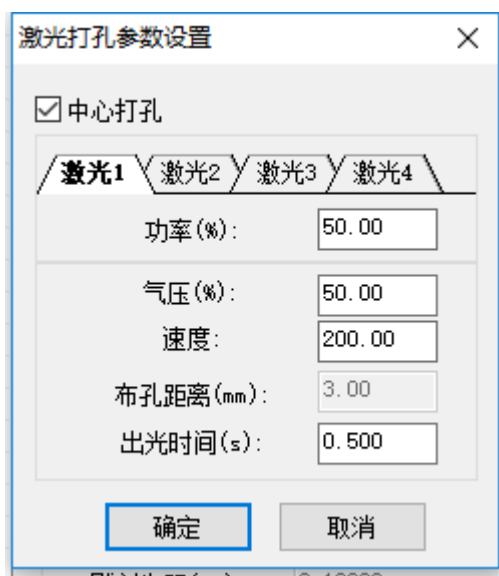 激光打孔参数设置
中心打孔
激光1 激光2 激光3 激光4
功率(%): 50.00
气压(%): 50.00
速度: 200.00
布孔距离(mm): 3.00
出光时间(s): 0.500
确定 取消